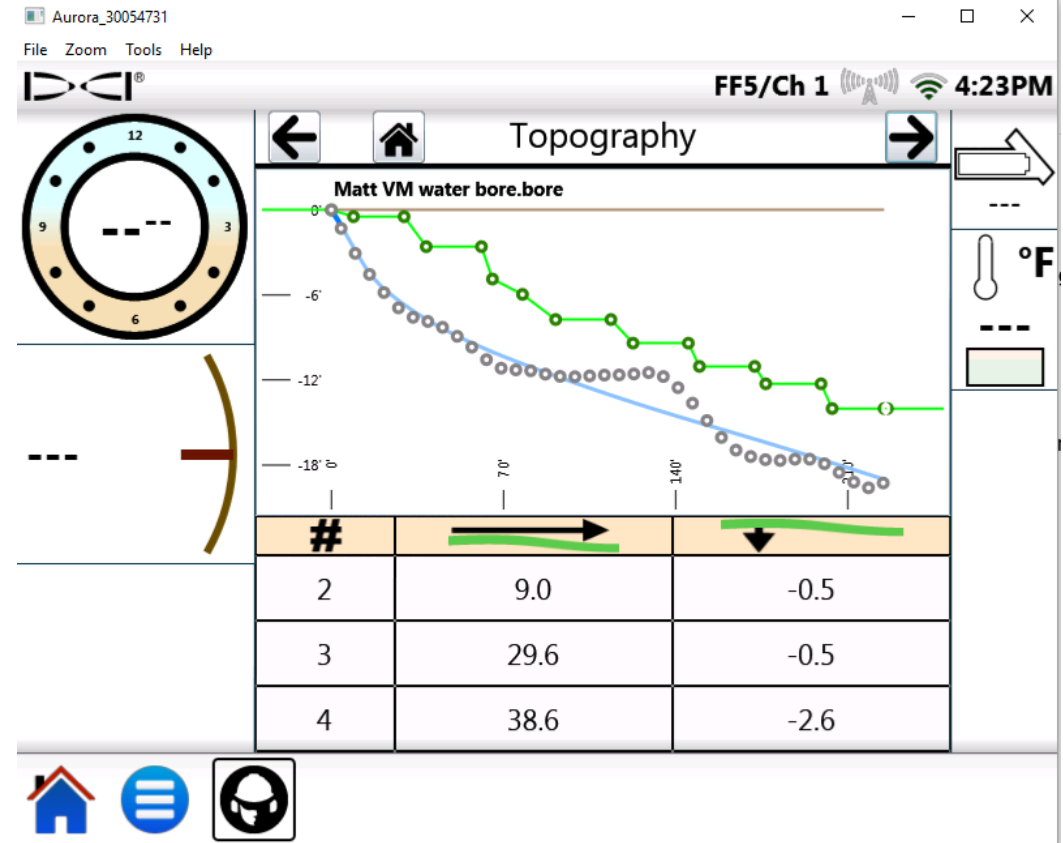 Aurora_30054731
File Zoom Tools Help
DCI®
FF5/Ch 1 4:23PM
12
3
6
9
-- --
---
Topography
Matt VM water bore.bore
0'
-6'
-12'
-18'
0'
70'
140'
210'
---
°F
---
#
2 9.0 -0.5
3 29.6 -0.5
4 38.6 -2.6